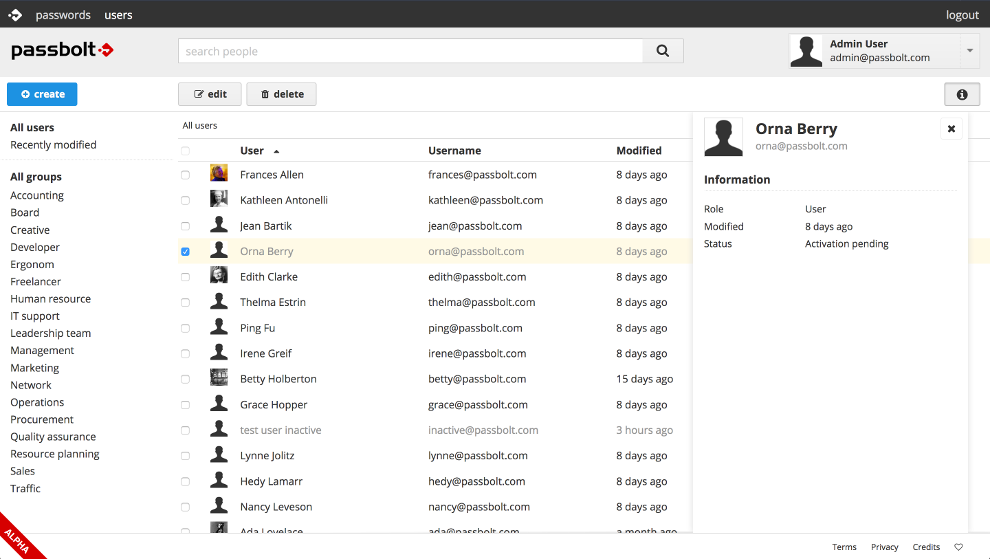 passwords users logout
passbolt
search people
Admin User
admin@passbolt.com
create
edit delete
All users
Recently modified
All groups
Accounting
Board
Creative
Developer
Ergonom
Freelancer
Human resource
IT support
Leadership team
Management
Marketing
Network
Operations
Procurement
Quality assurance
Resource planning
Sales
Traffic
All users
User Username Modified
Frances Allen frances@passbolt.com 8 days ago
Kathleen Antonelli kathleen@passbolt.com 8 days ago
Jean Bartik jean@passbolt.com 8 days ago
Orna Berry orna@passbolt.com 8 days ago
Edith Clarke edith@passbolt.com 8 days ago
Thelma Estrin thelma@passbolt.com 8 days ago
Ping Fu ping@passbolt.com 8 days ago
Irene Greif irene@passbolt.com 8 days ago
Betty Holberton betty@passbolt.com 15 days ago
Grace Hopper grace@passbolt.com 8 days ago
test user inactive inactive@passbolt.com 3 hours ago
Lynne Jolitz lynne@passbolt.com 8 days ago
Hedy Lamarr hedy@passbolt.com 8 days ago
Nancy Leveson nancy@passbolt.com 8 days ago
Ada Lovelace ada@passbolt.com a month ago
Orna Berry
orna@passbolt.com
Information
Role User
Modified 8 days ago
Status Activation pending
ALPHA
Terms Privacy Credits